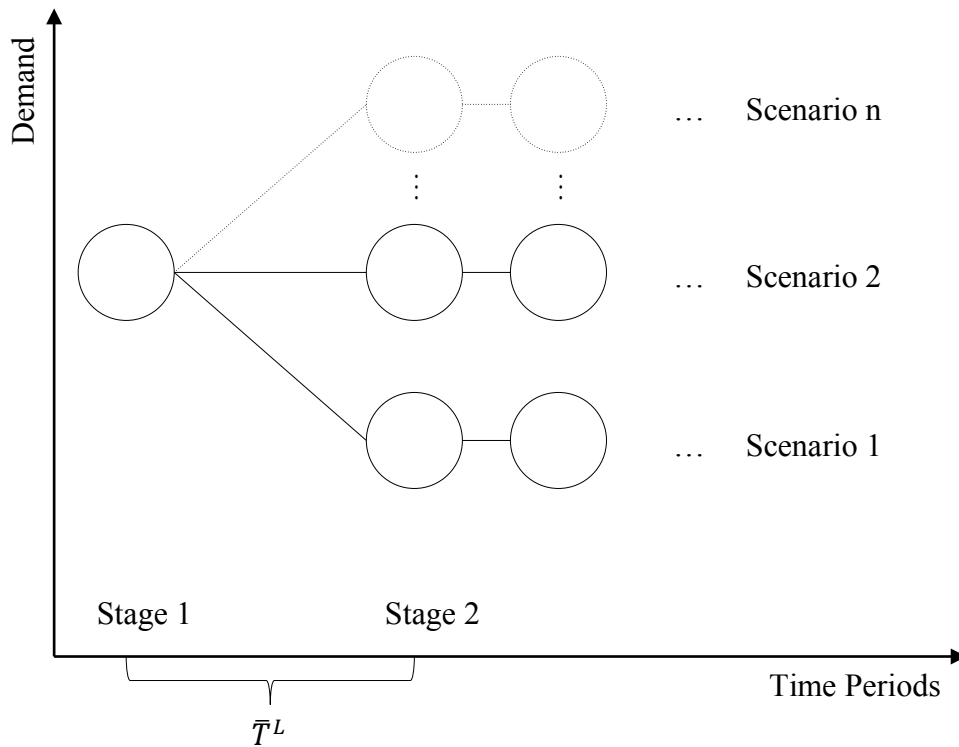 Demand
… Scenario n
⋮ ⋮
… Scenario 2
… Scenario 1
Stage 1 Stage 2
Time Periods
T̅ᴸ